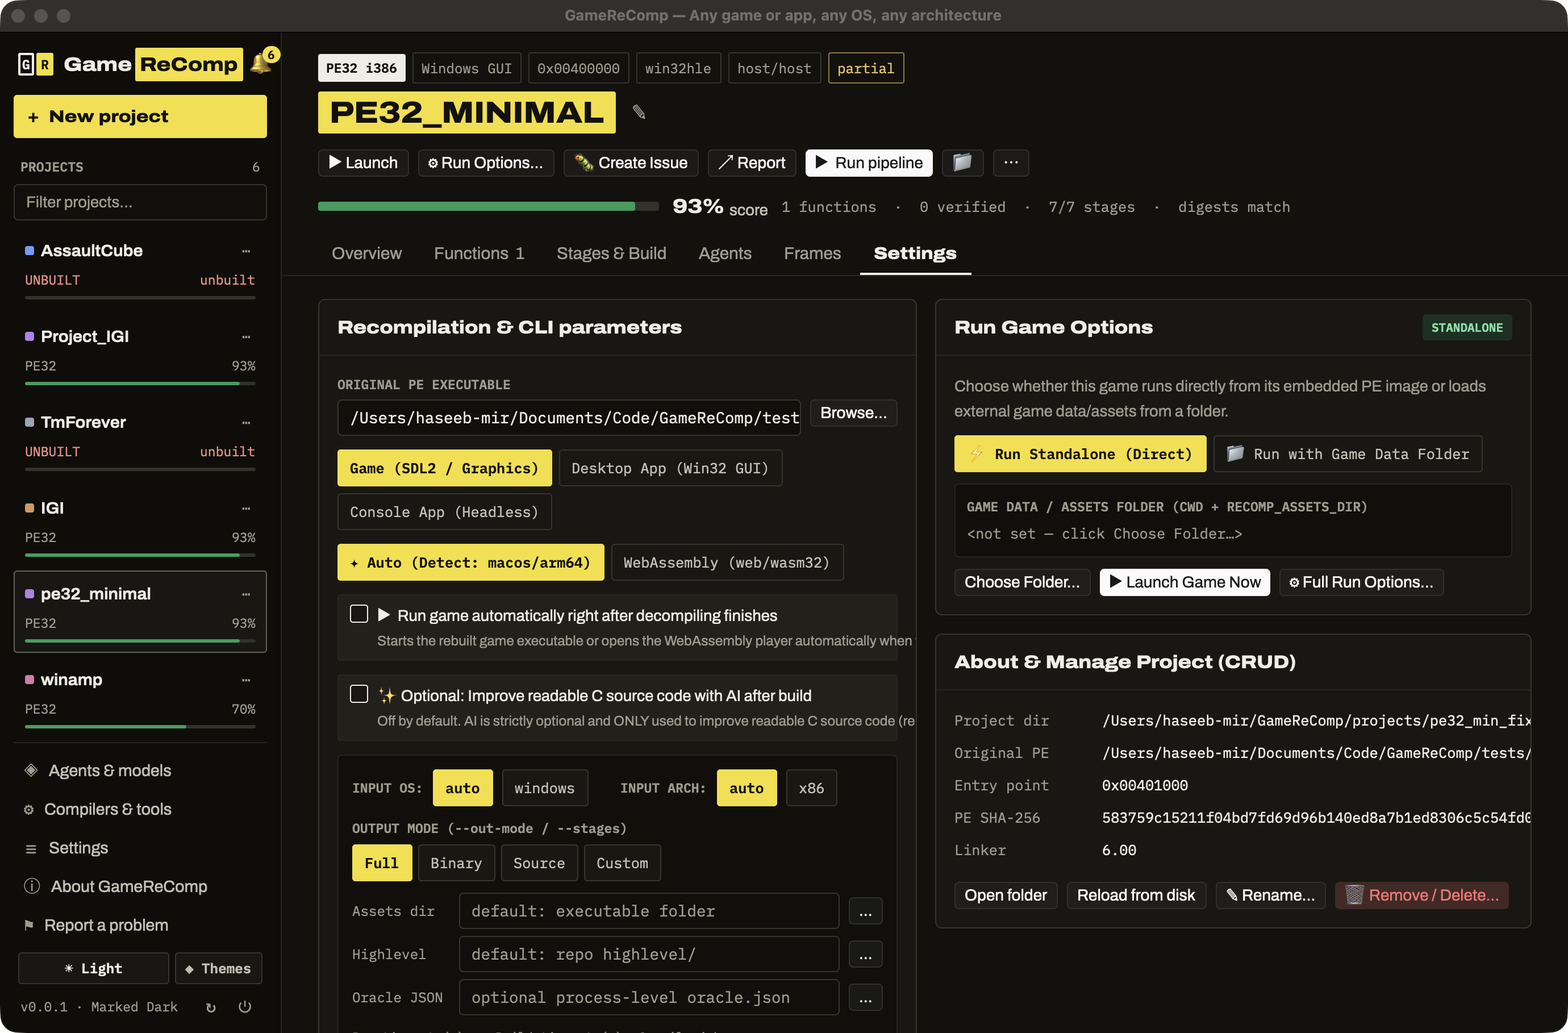 GameReComp — Any game or app, any OS, any architecture
GR Game ReComp 6
+ New project
PROJECTS 6
Filter projects...
AssaultCube ...
UNBUILT unbuilt
Project_IGI ...
PE32 93%
TmForever ...
UNBUILT unbuilt
IGI ...
PE32 93%
pe32_minimal ...
PE32 93%
winamp ...
PE32 70%
Agents & models
Compilers & tools
Settings
About GameReComp
Report a problem
Light Themes
v0.0.1 · Marked Dark
PE32 i386 Windows GUI 0x00400000 win32hle host/host partial
PE32_MINIMAL
Launch Run Options... Create Issue Report Run pipeline ...
93% score 1 functions · 0 verified · 7/7 stages · digests match
Overview Functions 1 Stages & Build Agents Frames Settings
Recompilation & CLI parameters
ORIGINAL PE EXECUTABLE
/Users/haseeb-mir/Documents/Code/GameReComp/test Browse...
Game (SDL2 / Graphics) Desktop App (Win32 GUI)
Console App (Headless)
Auto (Detect: macos/arm64) WebAssembly (web/wasm32)
Run game automatically right after decompiling finishes
Starts the rebuilt game executable or opens the WebAssembly player automatically when
Optional: Improve readable C source code with AI after build
Off by default. AI is strictly optional and ONLY used to improve readable C source code (re
INPUT OS: auto windows INPUT ARCH: auto x86
OUTPUT MODE (--out-mode / --stages)
Full Binary Source Custom
Assets dir default: executable folder ...
Highlevel default: repo highlevel/ ...
Oracle JSON optional process-level oracle.json ...
Run Game Options STANDALONE
Choose whether this game runs directly from its embedded PE image or loads
external game data/assets from a folder.
Run Standalone (Direct) Run with Game Data Folder
GAME DATA / ASSETS FOLDER (CWD + RECOMP_ASSETS_DIR)
<not set — click Choose Folder…>
Choose Folder... Launch Game Now Full Run Options...
About & Manage Project (CRUD)
Project dir /Users/haseeb-mir/GameReComp/projects/pe32_min_fix
Original PE /Users/haseeb-mir/Documents/Code/GameReComp/tests/
Entry point 0x00401000
PE SHA-256 583759c15211f04bd7fd69d96b140ed8a7b1ed8306c5c54fd0
Linker 6.00
Open folder Reload from disk Rename... Remove / Delete...